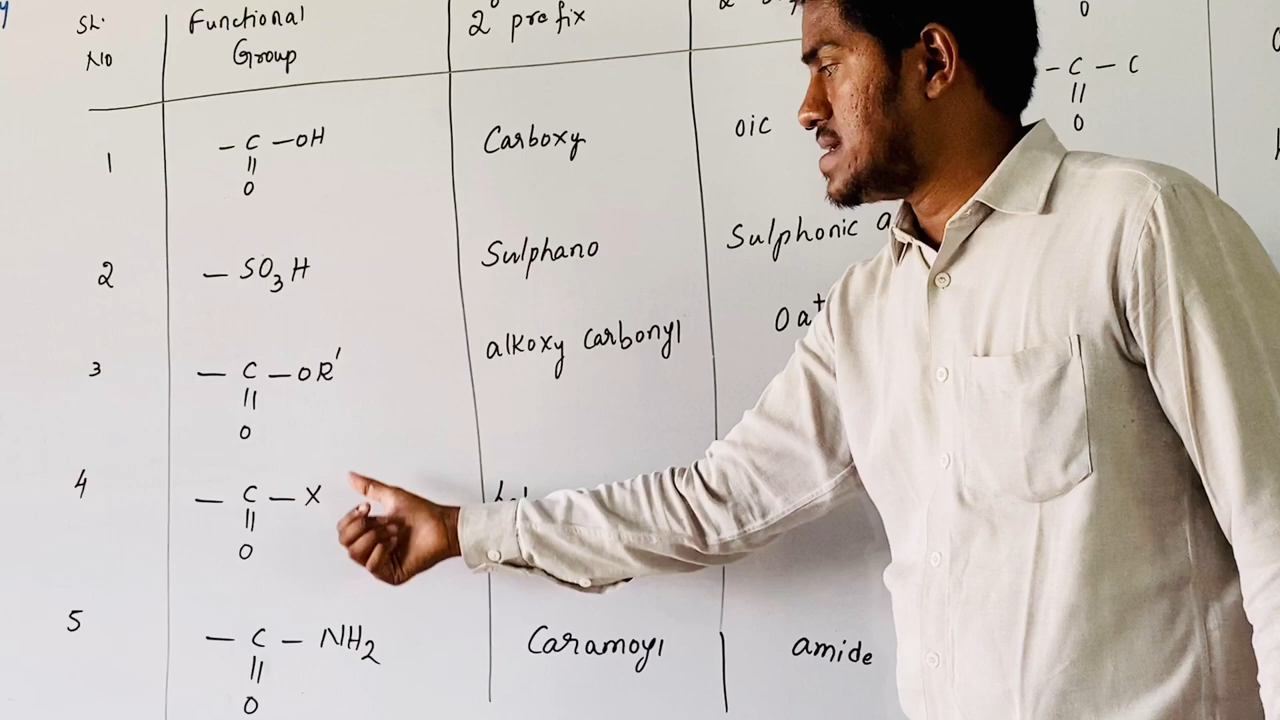 Sl. No Functional Group 2° prefix
1 - C - OH Carboxy oic - C - C
|| ||
O O
2 - SO3H Sulphano Sulphonic a
3 - C - OR' alkoxy carbonyl Oat
||
O
4 - C - X
||
O
5 - C - NH2 Caramoyl amide
||
O